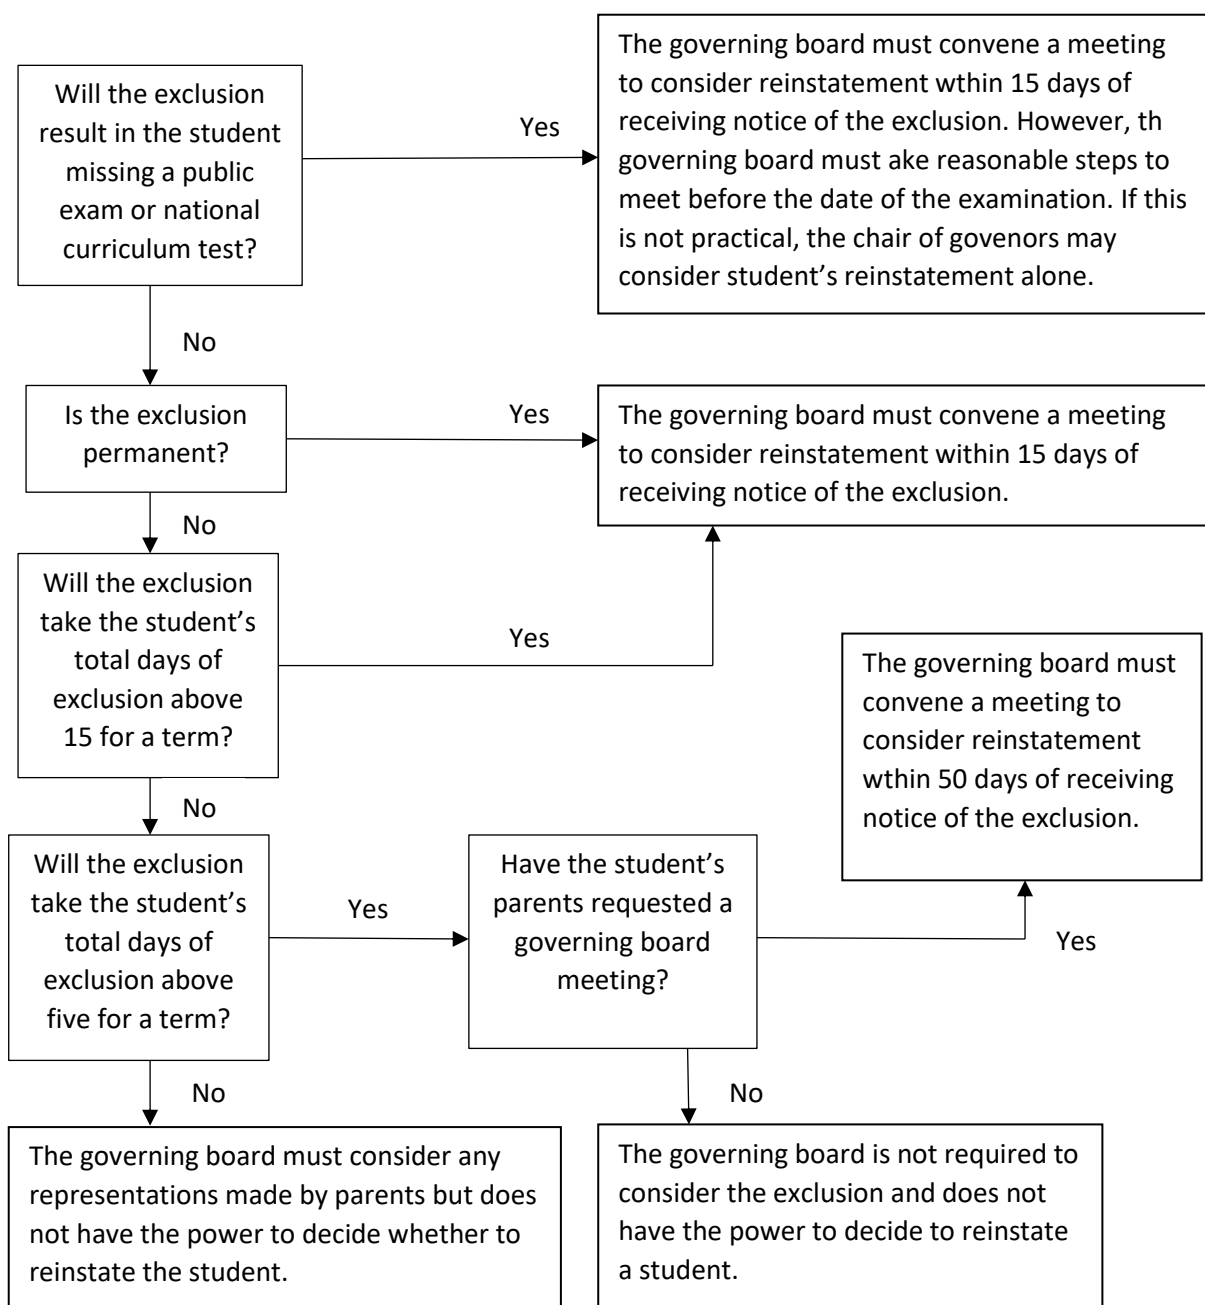 Will the exclusion
result in the student
missing a public
exam or national
curriculum test?
Yes
The governing board must convene a meeting
to consider reinstatement wthin 15 days of
receiving notice of the exclusion. However, th
governing board must ake reasonable steps to
meet before the date of the examination. If this
is not practical, the chair of govenors may
consider student’s reinstatement alone.
No
Is the exclusion
permanent?
Yes
The governing board must convene a meeting
to consider reinstatement within 15 days of
receiving notice of the exclusion.
No
Will the exclusion
take the student’s
total days of
exclusion above
15 for a term?
Yes
The governing board must
convene a meeting to
consider reinstatement
wthin 50 days of receiving
notice of the exclusion.
No
Will the exclusion
take the student’s
total days of
exclusion above
five for a term?
Yes
Have the student’s
parents requested a
governing board
meeting?
Yes
No
No
The governing board must consider any
representations made by parents but does
not have the power to decide whether to
reinstate the student.
The governing board is not required to
consider the exclusion and does not
have the power to decide to reinstate
a student.